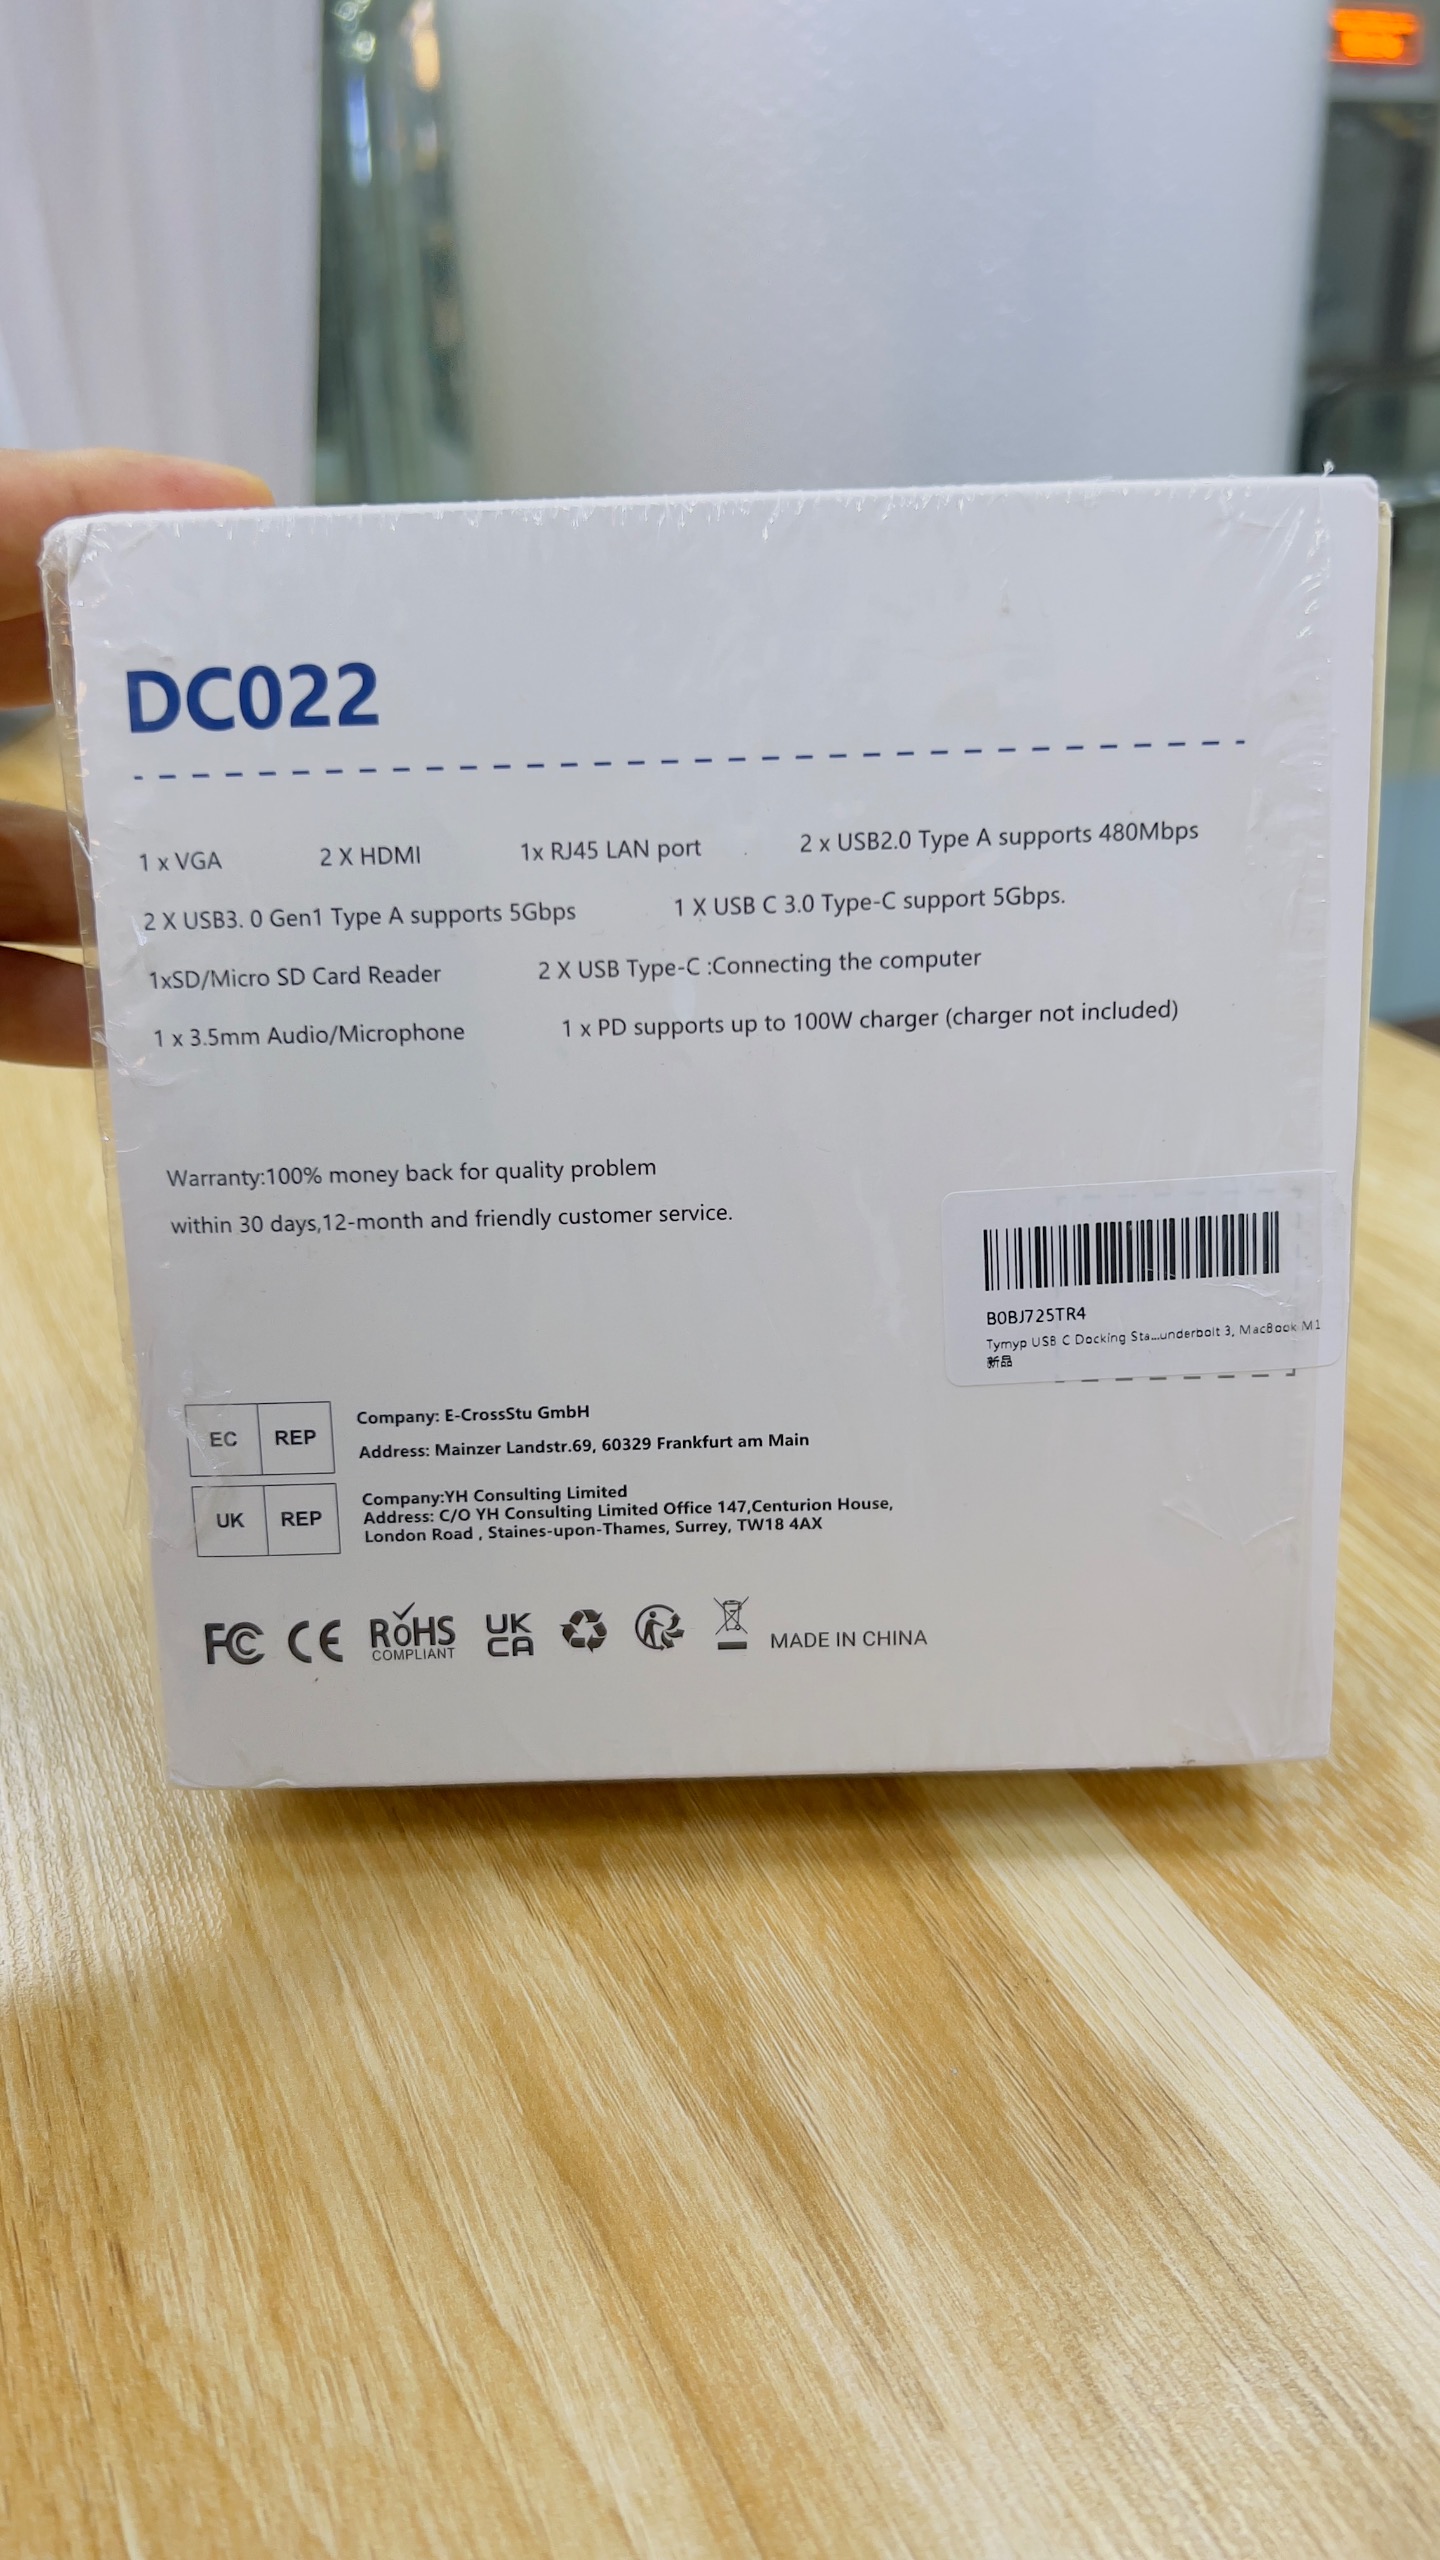 DC022
1 x VGA 2 X HDMI 1x RJ45 LAN port 2 x USB2.0 Type A supports 480Mbps
2 X USB3. 0 Gen1 Type A supports 5Gbps 1 X USB C 3.0 Type-C support 5Gbps.
1xSD/Micro SD Card Reader 2 X USB Type-C :Connecting the computer
1 x 3.5mm Audio/Microphone 1 x PD supports up to 100W charger (charger not included)
Warranty:100% money back for quality problem
within 30 days,12-month and friendly customer service.
B0BJ725TR4
Tymyp USB C Docking Sta...underbolt 3, MacBook M1
新品
EC REP
Company: E-CrossStu GmbH
Address: Mainzer Landstr.69, 60329 Frankfurt am Main
UK REP
Company:YH Consulting Limited
Address: C/O YH Consulting Limited Office 147,Centurion House,
London Road , Staines-upon-Thames, Surrey, TW18 4AX
FC CE RoHS COMPLIANT UK CA MADE IN CHINA